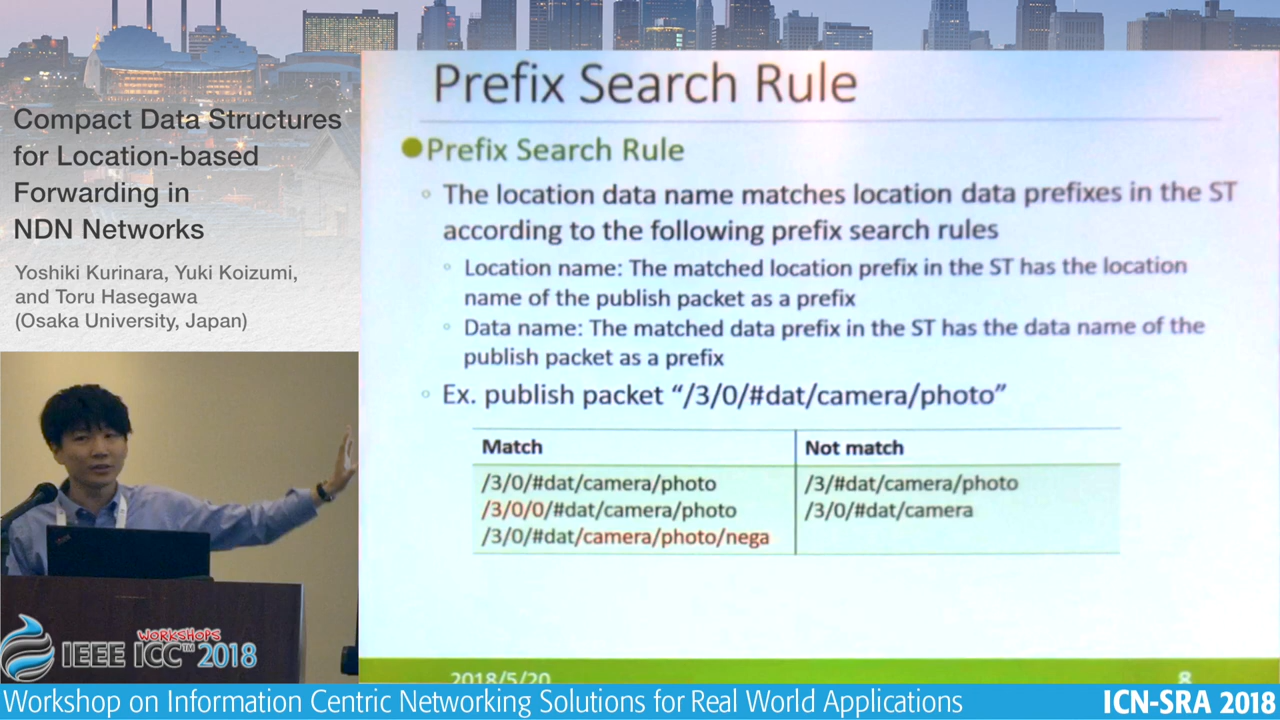 Compact Data Structures
for Location-based
Forwarding in
NDN Networks
Yoshiki Kurinara, Yuki Koizumi,
and Toru Hasegawa
(Osaka University, Japan)
Prefix Search Rule
Prefix Search Rule
The location data name matches location data prefixes in the ST
according to the following prefix search rules
Location name: The matched location prefix in the ST has the location
name of the publish packet as a prefix
Data name: The matched data prefix in the ST has the data name of the
publish packet as a prefix
Ex. publish packet “/3/0/#dat/camera/photo”
Match Not match
/3/0/#dat/camera/photo /3/#dat/camera/photo
/3/0/0/#dat/camera/photo /3/0/#dat/camera
/3/0/#dat/camera/photo/nega
2018/5/20 8
WORKSHOPS
IEEE ICC™ 2018
Workshop on Information Centric Networking Solutions for Real World Applications ICN-SRA 2018